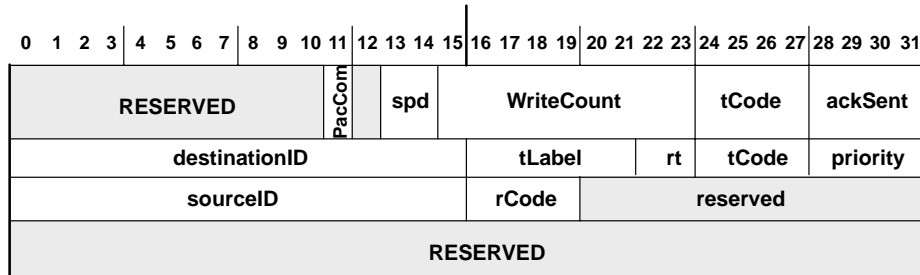 0 1 2 3 4 5 6 7 8 9 10 11 12 13 14 15 16 17 18 19 20 21 22 23 24 25 26 27 28 29 30 31
RESERVED PacCom spd WriteCount tCode ackSent
destinationID tLabel rt tCode priority
sourceID rCode reserved
RESERVED